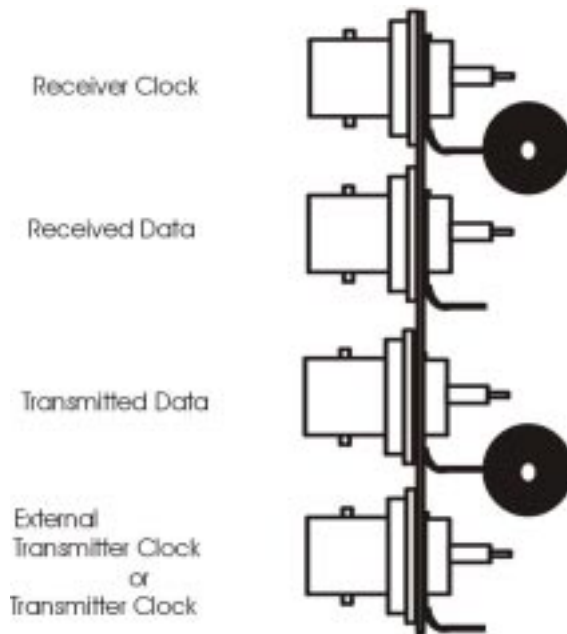 Receiver Clock
Received Data
Transmitted Data
External
Transmitter Clock
or
Transmitter Clock